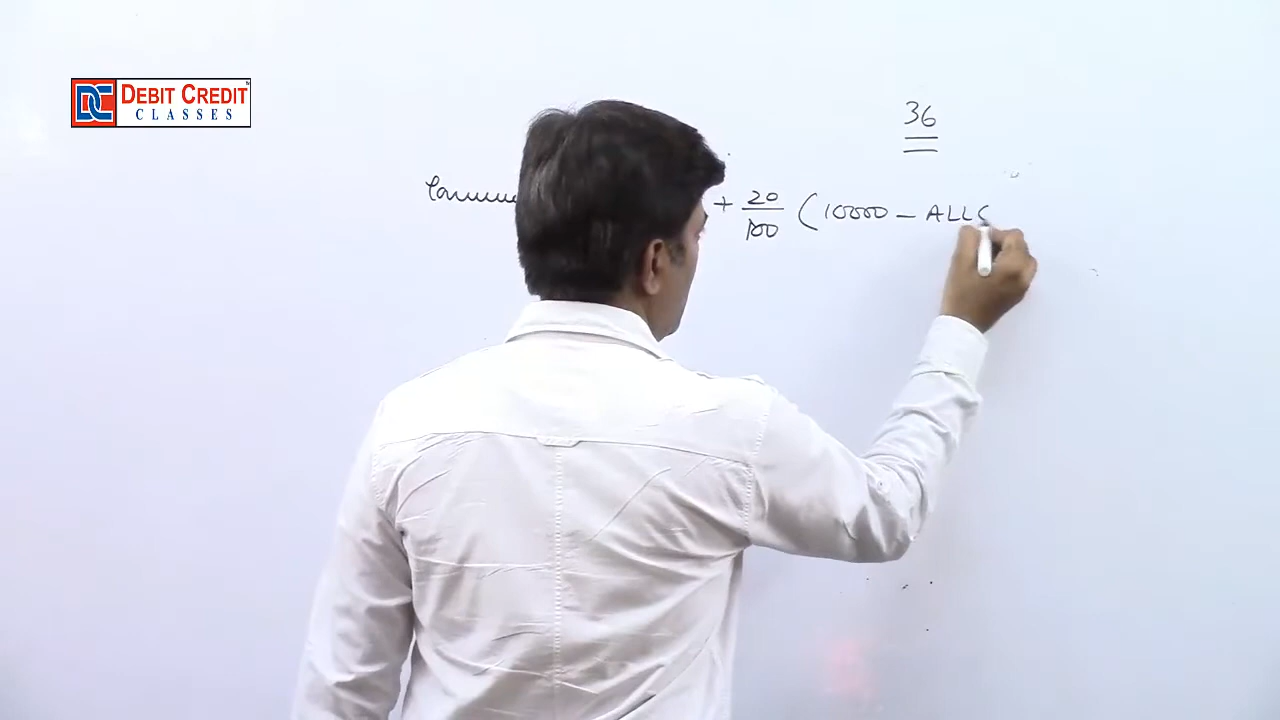 DEBIT CREDIT
CLASSES
36
+ 20/100 (10000 - ALLC